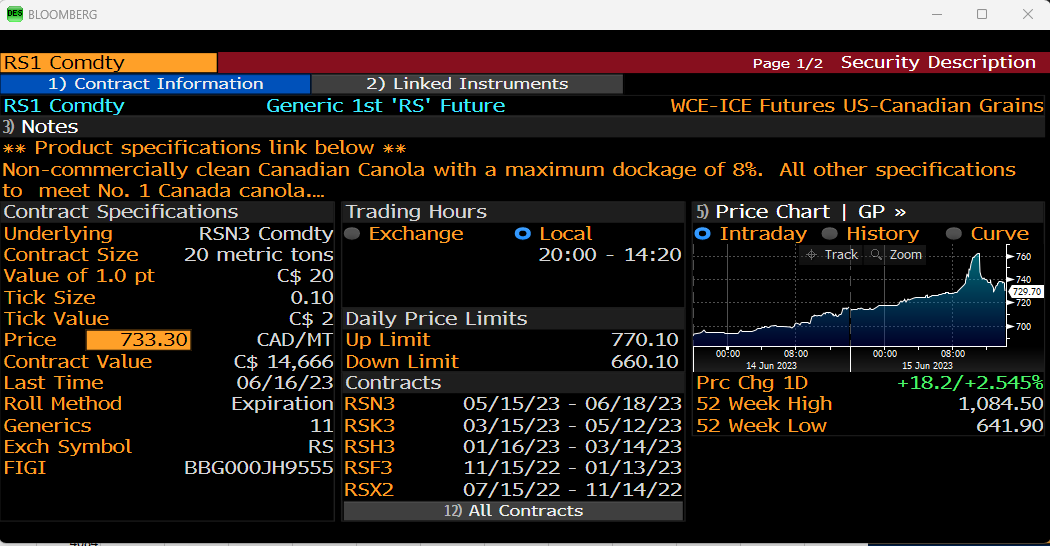 DES BLOOMBERG
RS1 Comdty Page 1/2 Security Description
1) Contract Information 2) Linked Instruments
RS1 Comdty Generic 1st 'RS' Future WCE-ICE Futures US-Canadian Grains
3) Notes
** Product specifications link below **
Non-commercially clean Canadian Canola with a maximum dockage of 8%. All other specifications
to meet No. 1 Canada canola....
Contract Specifications
Underlying RSN3 Comdty
Contract Size 20 metric tons
Value of 1.0 pt C$ 20
Tick Size 0.10
Tick Value C$ 2
Price 733.30 CAD/MT
Contract Value C$ 14,666
Last Time 06/16/23
Roll Method Expiration
Generics 11
Exch Symbol RS
FIGI BBG000JH9555
Trading Hours
Exchange Local
20:00 - 14:20
Daily Price Limits
Up Limit 770.10
Down Limit 660.10
Contracts
RSN3 05/15/23 - 06/18/23
RSK3 03/15/23 - 05/12/23
RSH3 01/16/23 - 03/14/23
RSF3 11/15/22 - 01/13/23
RSX2 07/15/22 - 11/14/22
12) All Contracts
5) Price Chart | GP »
Intraday History Curve
Track Zoom
760
740
729.70
720
700
00:00 08:00 00:00 08:00
14 Jun 2023 15 Jun 2023
Prc Chg 1D +18.2/+2.545%
52 Week High 1,084.50
52 Week Low 641.90